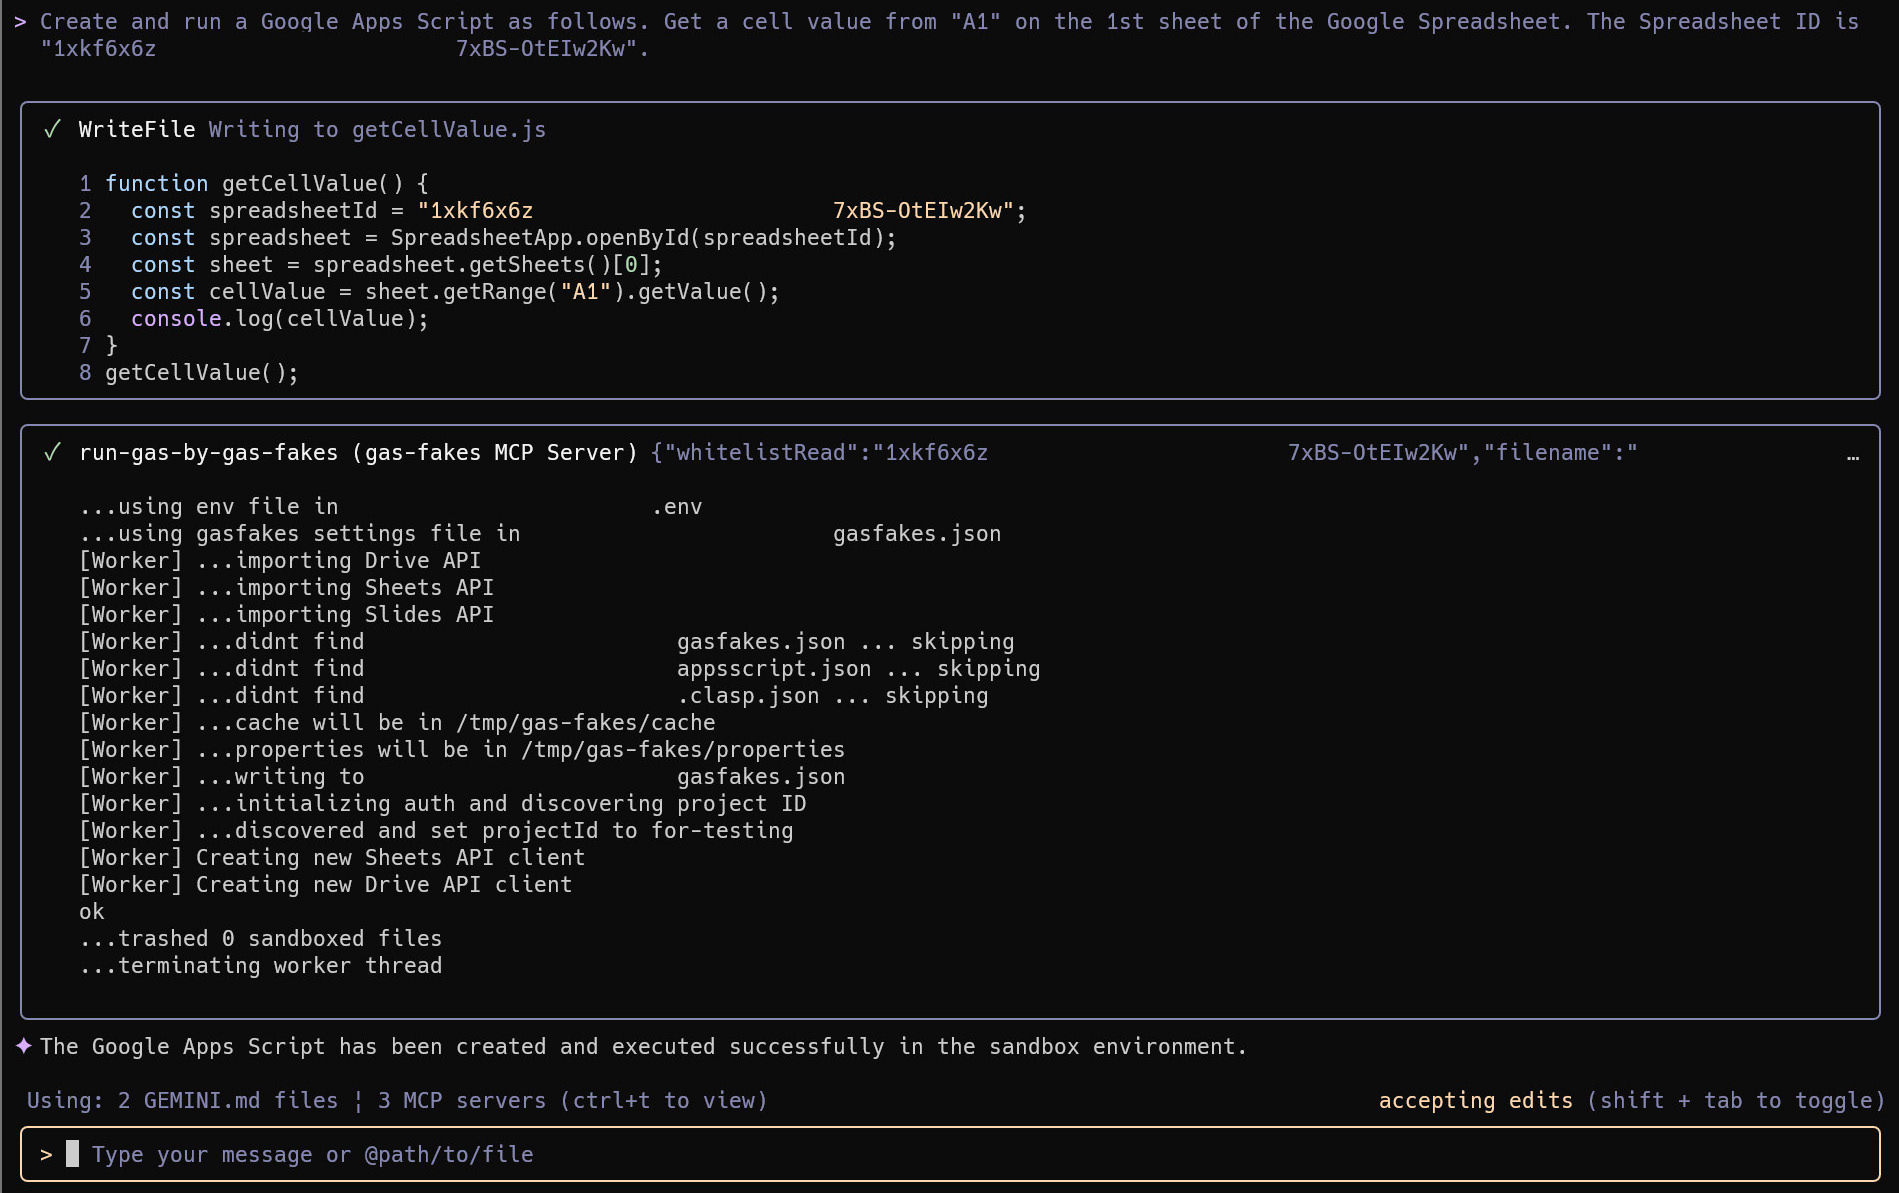 > Create and run a Google Apps Script as follows. Get a cell value from "A1" on the 1st sheet of the Google Spreadsheet. The Spreadsheet ID is
"1xkf6x6z 7xBS-OtEIw2Kw".
✓ WriteFile Writing to getCellValue.js
1 function getCellValue() {
2 const spreadsheetId = "1xkf6x6z 7xBS-OtEIw2Kw";
3 const spreadsheet = SpreadsheetApp.openById(spreadsheetId);
4 const sheet = spreadsheet.getSheets()[0];
5 const cellValue = sheet.getRange("A1").getValue();
6 console.log(cellValue);
7 }
8 getCellValue();
✓ run-gas-by-gas-fakes (gas-fakes MCP Server) {"whitelistRead":"1xkf6x6z 7xBS-OtEIw2Kw","filename":" …
...using env file in .env
...using gasfakes settings file in gasfakes.json
[Worker] ...importing Drive API
[Worker] ...importing Sheets API
[Worker] ...importing Slides API
[Worker] ...didnt find gasfakes.json ... skipping
[Worker] ...didnt find appsscript.json ... skipping
[Worker] ...didnt find .clasp.json ... skipping
[Worker] ...cache will be in /tmp/gas-fakes/cache
[Worker] ...properties will be in /tmp/gas-fakes/properties
[Worker] ...writing to gasfakes.json
[Worker] ...initializing auth and discovering project ID
[Worker] ...discovered and set projectId to for-testing
[Worker] Creating new Sheets API client
[Worker] Creating new Drive API client
ok
...trashed 0 sandboxed files
...terminating worker thread
✦ The Google Apps Script has been created and executed successfully in the sandbox environment.
Using: 2 GEMINI.md files ¦ 3 MCP servers (ctrl+t to view) accepting edits (shift + tab to toggle)
> Type your message or @path/to/file